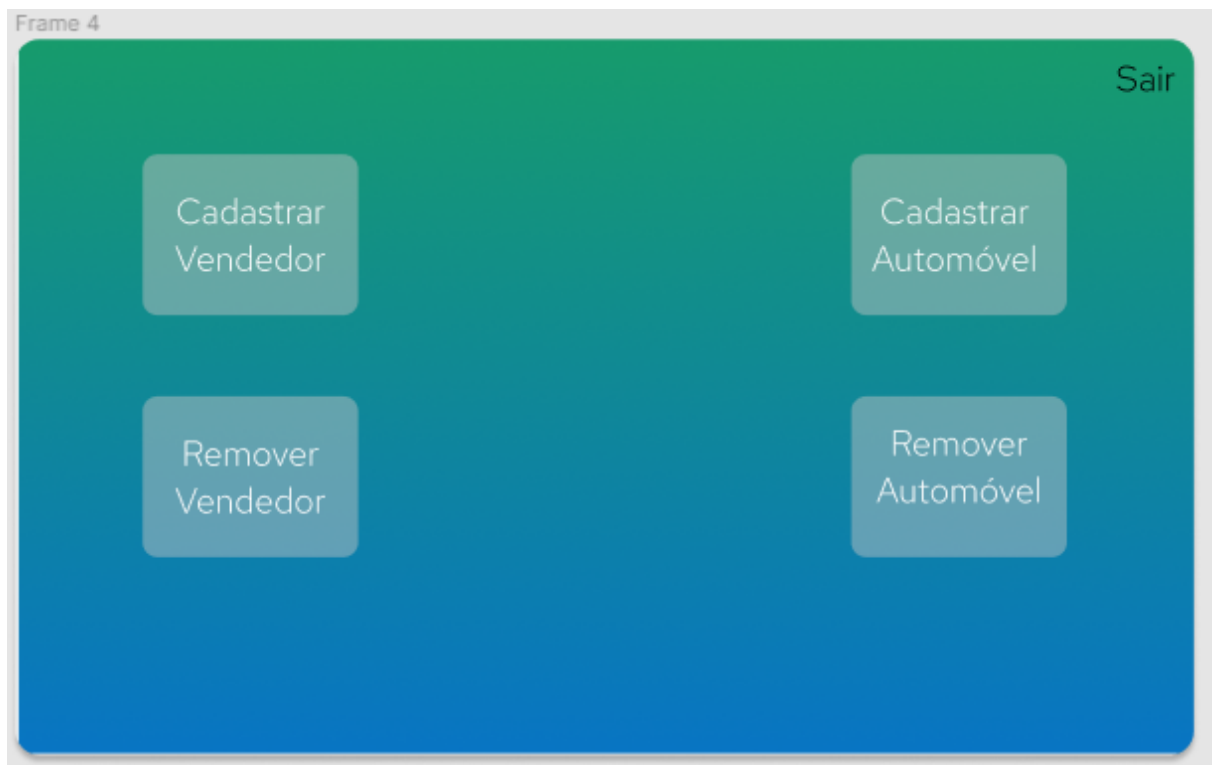 Frame 4
Sair
Cadastrar
Vendedor
Cadastrar
Automóvel
Remover
Vendedor
Remover
Automóvel